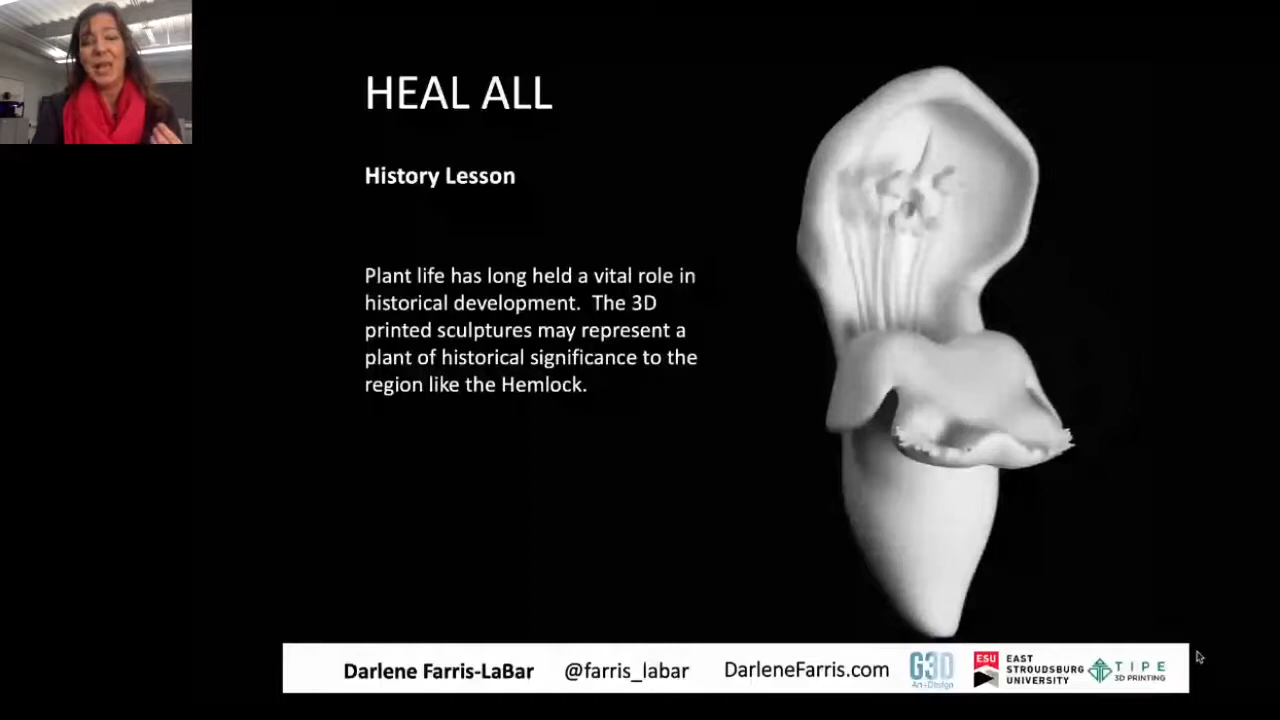 HEAL ALL
History Lesson
Plant life has long held a vital role in
historical development.  The 3D
printed sculptures may represent a
plant of historical significance to the
region like the Hemlock.
Darlene Farris-LaBar
@farris_labar
DarleneFarris.com
G3D
Art+Design
ESU
EAST
STROUDSBURG
UNIVERSITY
TIPE
3D PRINTING